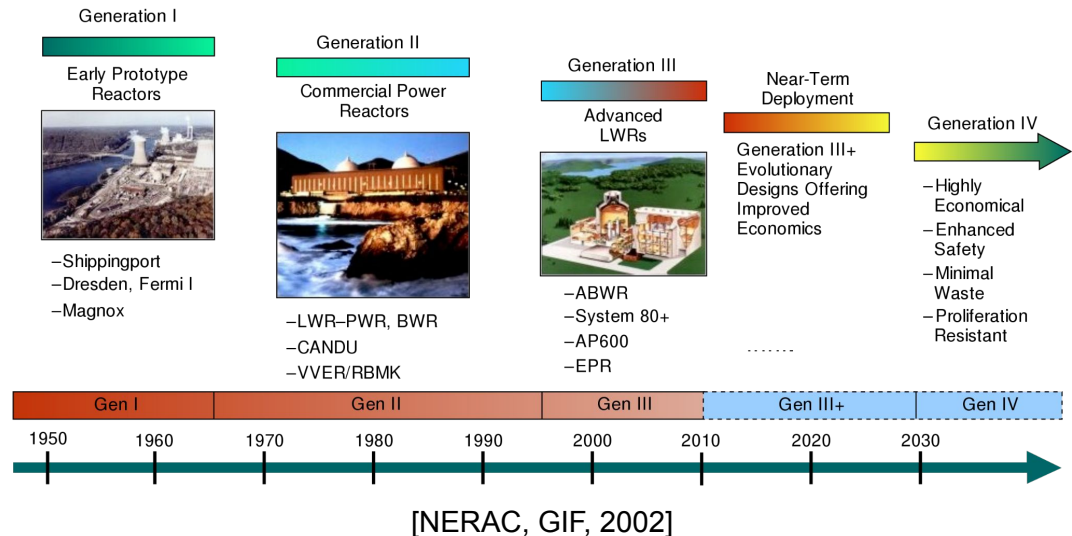 Generation I
Early Prototype
Reactors
–Shippingport
–Dresden, Fermi I
–Magnox
Generation II
Commercial Power
Reactors
–LWR–PWR, BWR
–CANDU
–VVER/RBMK
Generation III
Advanced
LWRs
–ABWR
–System 80+
–AP600
–EPR
Near-Term
Deployment
Generation III+
Evolutionary
Designs Offering
Improved
Economics
.......
Generation IV
–Highly
Economical
–Enhanced
Safety
–Minimal
Waste
–Proliferation
Resistant
Gen I
Gen II
Gen III
Gen III+
Gen IV
1950
1960
1970
1980
1990
2000
2010
2020
2030
[NERAC, GIF, 2002]